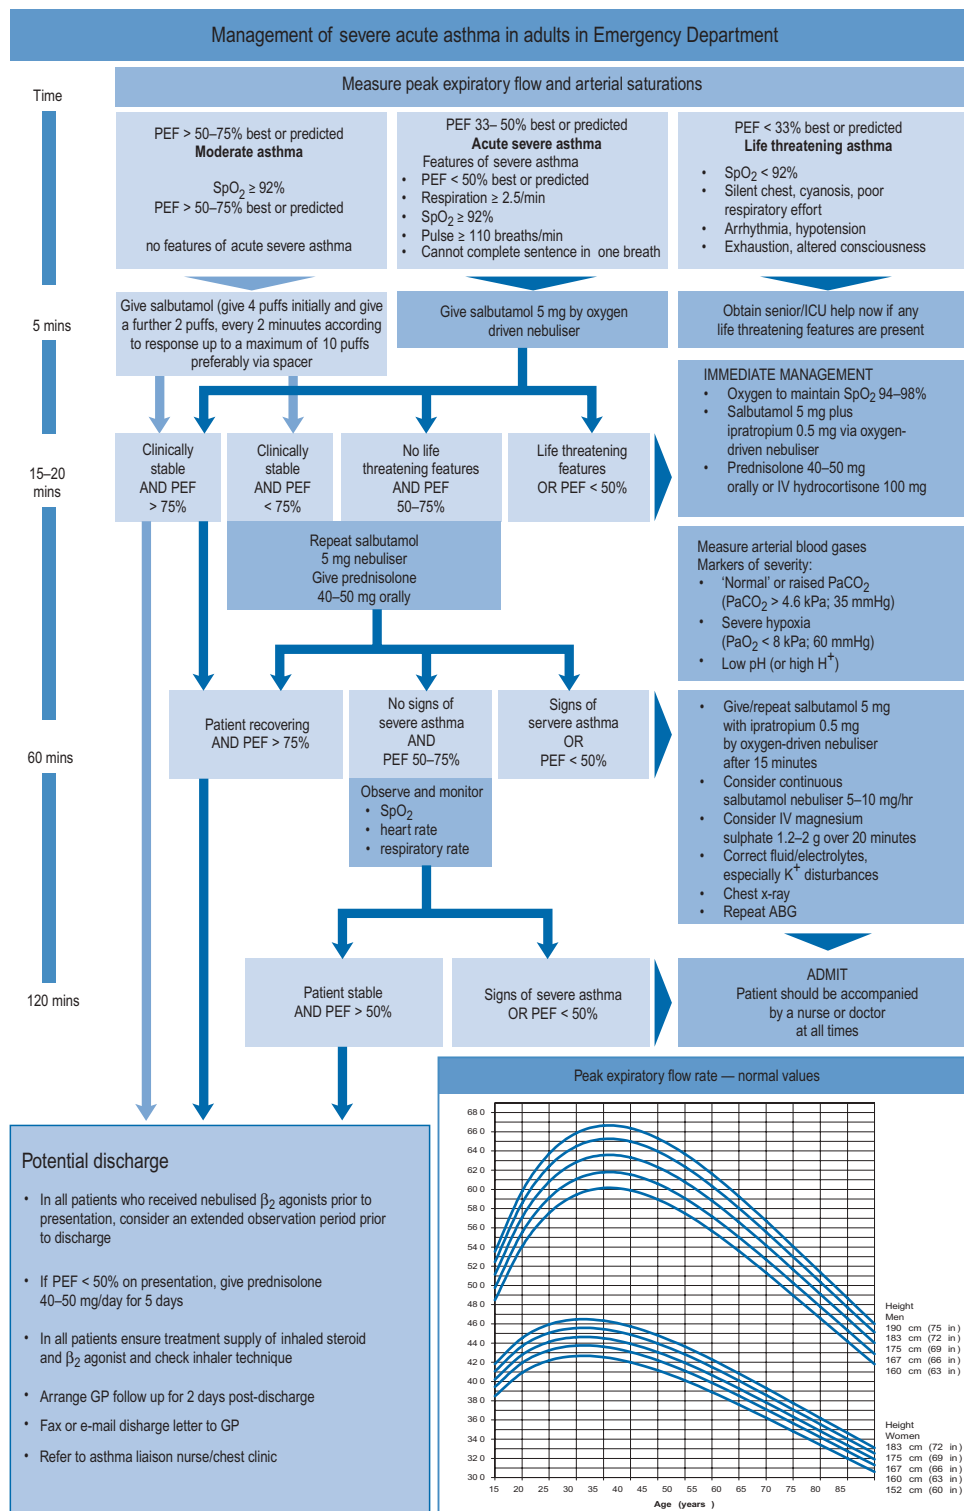 Management of severe acute asthma in adults in Emergency Department
Measure peak expiratory flow and arterial saturations
Time
PEF > 50–75% best or predicted
Moderate asthma
SpO2 ≥ 92%
PEF > 50–75% best or predicted
no features of acute severe asthma
PEF 33– 50% best or predicted
Acute severe asthma
Features of severe asthma
• PEF < 50% best or predicted
• Respiration ≥ 2.5/min
• SpO2 ≥ 92%
• Pulse ≥ 110 breaths/min
• Cannot complete sentence in one breath
PEF < 33% best or predicted
Life threatening asthma
• SpO2 < 92%
• Silent chest, cyanosis, poor
respiratory effort
• Arrhythmia, hypotension
• Exhaustion, altered consciousness
5 mins
Give salbutamol (give 4 puffs initially and give
a further 2 puffs, every 2 minuutes according
to response up to a maximum of 10 puffs
preferably via spacer
Give salbutamol 5 mg by oxygen
driven nebuliser
Obtain senior/ICU help now if any
life threatening features are present
IMMEDIATE MANAGEMENT
• Oxygen to maintain SpO2 94–98%
• Salbutamol 5 mg plus
ipratropium 0.5 mg via oxygen-
driven nebuliser
• Prednisolone 40–50 mg
orally or IV hydrocortisone 100 mg
15–20
mins
Clinically
stable
AND PEF
> 75%
Clinically
stable
AND PEF
< 75%
No life
threatening features
AND PEF
50–75%
Life threatening
features
OR PEF < 50%
Repeat salbutamol
5 mg nebuliser
Give prednisolone
40–50 mg orally
Measure arterial blood gases
Markers of severity:
• ‘Normal’ or raised PaCO2
(PaCO2 > 4.6 kPa; 35 mmHg)
• Severe hypoxia
(PaO2 < 8 kPa; 60 mmHg)
• Low pH (or high H+)
60 mins
Patient recovering
AND PEF > 75%
No signs of
severe asthma
AND
PEF 50–75%
Signs of
servere asthma
OR
PEF < 50%
Observe and monitor
• SpO2
• heart rate
• respiratory rate
• Give/repeat salbutamol 5 mg
with ipratropium 0.5 mg
by oxygen-driven nebuliser
after 15 minutes
• Consider continuous
salbutamol nebuliser 5–10 mg/hr
• Consider IV magnesium
sulphate 1.2–2 g over 20 minutes
• Correct fluid/electrolytes,
especially K+ disturbances
• Chest x-ray
• Repeat ABG
120 mins
Patient stable
AND PEF > 50%
Signs of severe asthma
OR PEF < 50%
ADMIT
Patient should be accompanied
by a nurse or doctor
at all times
Potential discharge
• In all patients who received nebulised β2 agonists prior to
presentation, consider an extended observation period prior
to discharge
• If PEF < 50% on presentation, give prednisolone
40–50 mg/day for 5 days
• In all patients ensure treatment supply of inhaled steroid
and β2 agonist and check inhaler technique
• Arrange GP follow up for 2 days post-discharge
• Fax or e-mail disharge letter to GP
• Refer to asthma liaison nurse/chest clinic
Peak expiratory flow rate — normal values
680
660
640
620
600
580
560
540
520
500
480
460
440
420
400
380
360
340
320
300
15 20 25 30 35 40 45 50 55 60 65 70 75 80 85
Age (years)
Height
Men
190 cm (75 in)
183 cm (72 in)
175 cm (69 in)
167 cm (66 in)
160 cm (63 in)
Height
Women
183 cm (72 in)
175 cm (69 in)
167 cm (66 in)
160 cm (63 in)
152 cm (60 in)